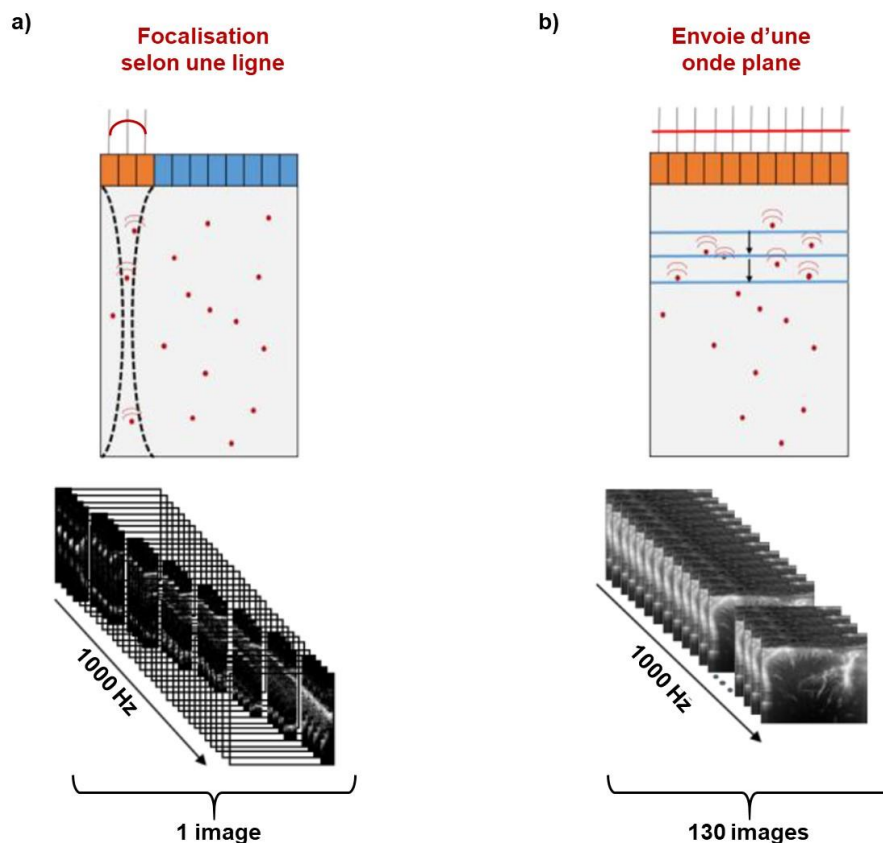 a)
Focalisation
selon une ligne
1000 Hz
1 image
b)
Envoie d’une
onde plane
1000 Hz
130 images